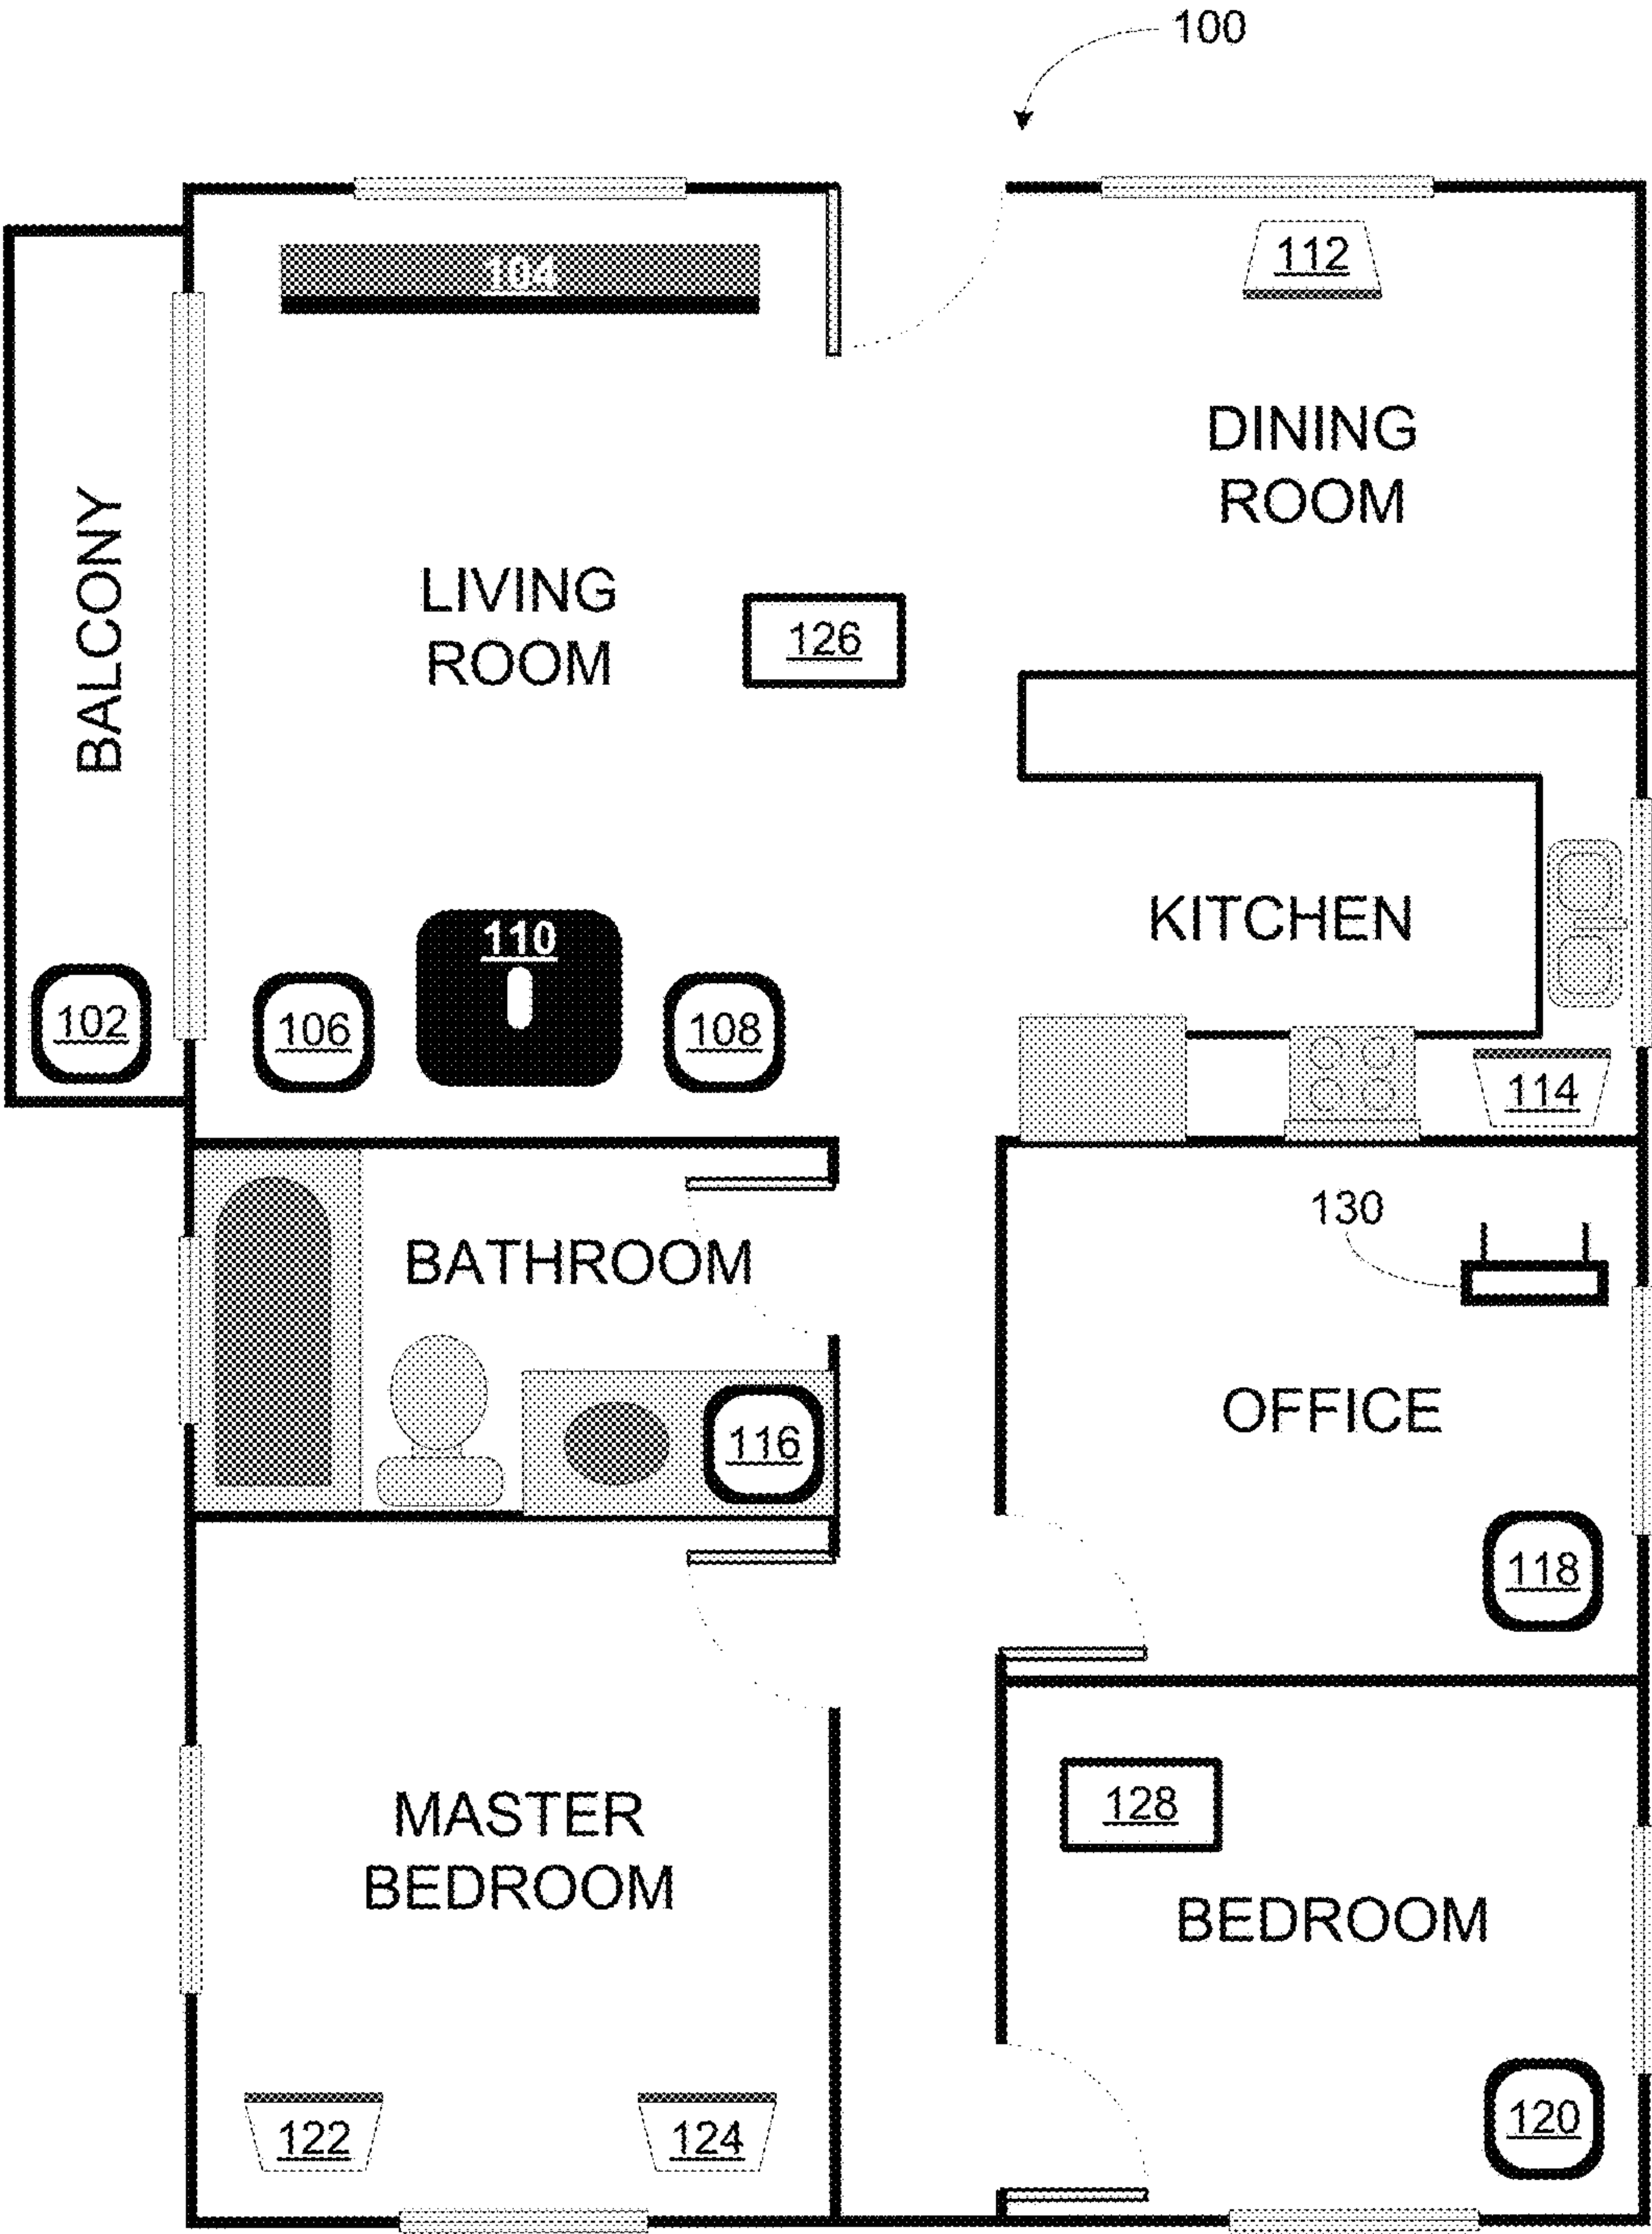 100
104
112
DINING
ROOM
BALCONY
LIVING
ROOM
126
KITCHEN
110
102
106
108
114
130
BATHROOM
OFFICE
116
118
MASTER
BEDROOM
128
BEDROOM
122
124
120